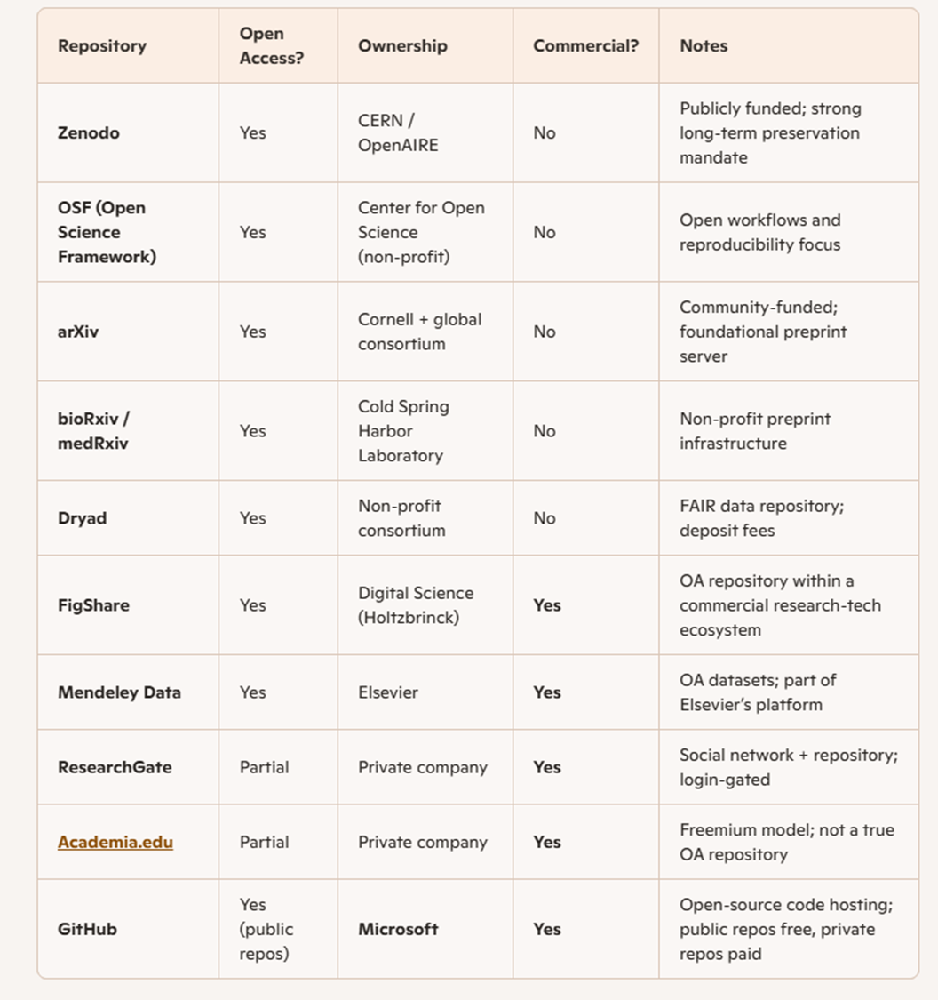 Repository
Open
Access?
Ownership
Commercial?
Notes
Zenodo
Yes
CERN /
OpenAIRE
No
Publicly funded; strong
long-term preservation
mandate
OSF (Open
Science
Framework)
Yes
Center for Open
Science
(non-profit)
No
Open workflows and
reproducibility focus
arXiv
Yes
Cornell + global
consortium
No
Community-funded;
foundational preprint
server
bioRxiv /
medRxiv
Yes
Cold Spring
Harbor
Laboratory
No
Non-profit preprint
infrastructure
Dryad
Yes
Non-profit
consortium
No
FAIR data repository;
deposit fees
FigShare
Yes
Digital Science
(Holtzbrinck)
Yes
OA repository within a
commercial research-tech
ecosystem
Mendeley Data
Yes
Elsevier
Yes
OA datasets; part of
Elsevier’s platform
ResearchGate
Partial
Private company
Yes
Social network + repository;
login-gated
Academia.edu
Partial
Private company
Yes
Freemium model; not a true
OA repository
GitHub
Yes
(public
repos)
Microsoft
Yes
Open-source code hosting;
public repos free, private
repos paid